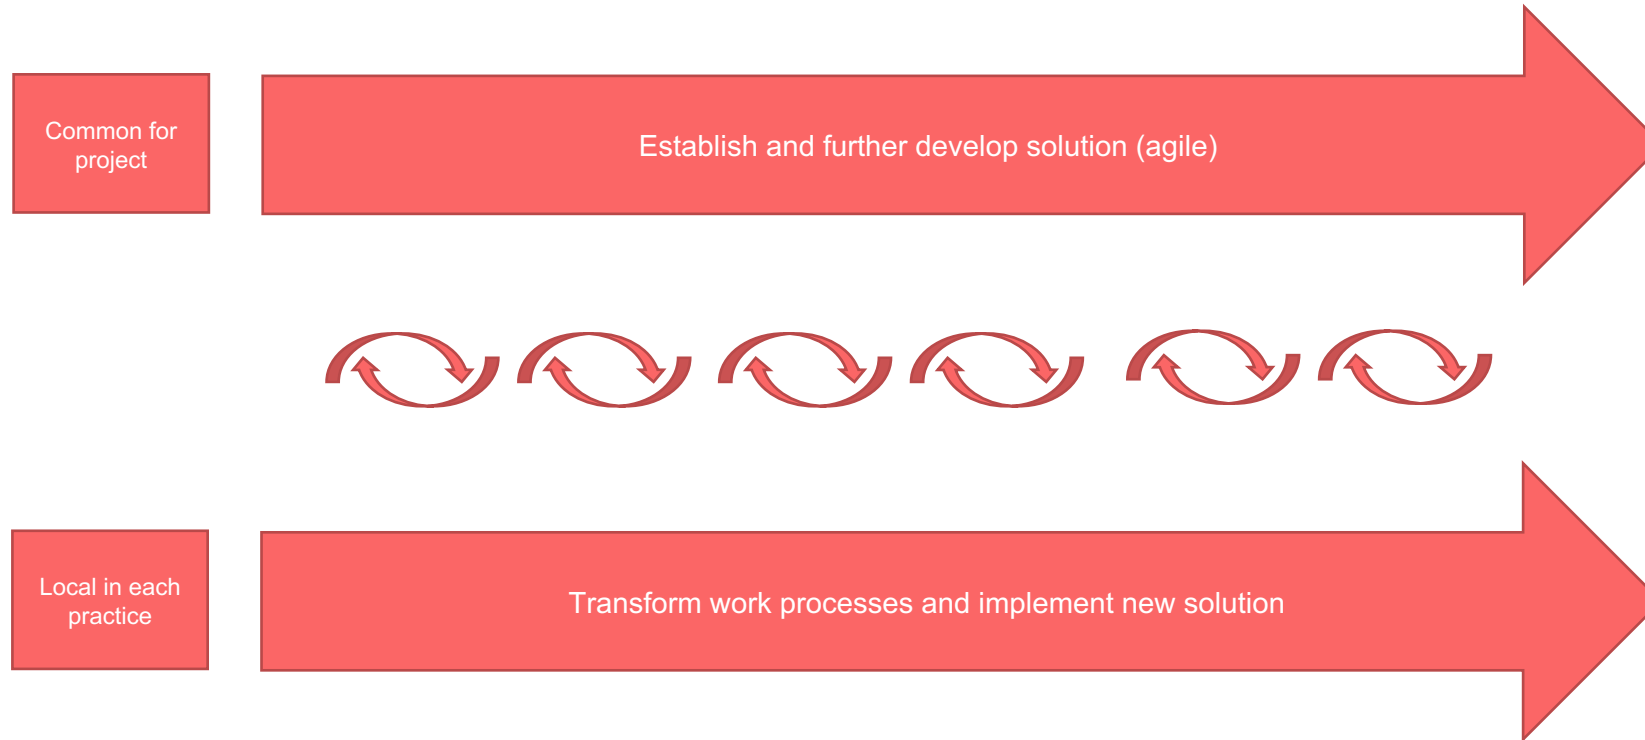 Common for
project
Establish and further develop solution (agile)
Local in each
practice
Transform work processes and implement new solution